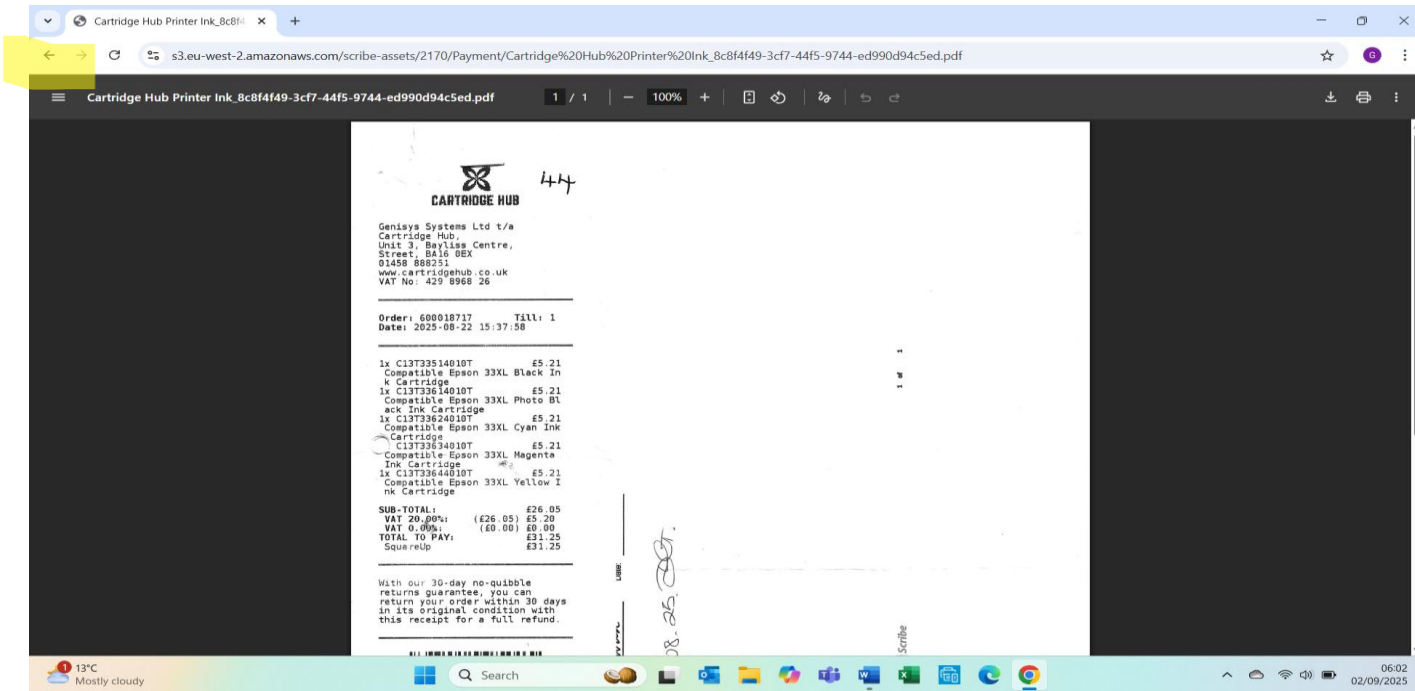 Cartridge Hub Printer Ink_8c8f4
s3.eu-west-2.amazonaws.com/scribe-assets/2170/Payment/Cartridge%20Hub%20Printer%20Ink_8c8f4f49-3cf7-44f5-9744-ed990d94c5ed.pdf
G
Cartridge Hub Printer Ink_8c8f4f49-3cf7-44f5-9744-ed990d94c5ed.pdf 1 / 1 100%
44
CARTRIDGE HUB
Genisys Systems Ltd t/a
Cartridge Hub,
Unit 3, Bayliss Centre,
Street, BA16 0EX
01458 888251
www.cartridgehub.co.uk
VAT No: 429 8968 26
Order: 600018717 Till: 1
Date: 2025-08-22 15:37:58
1x C13T33514010T £5.21
Compatible Epson 33XL Black In
k Cartridge
1x C13T33614010T £5.21
Compatible Epson 33XL Photo Bl
ack Ink Cartridge
1x C13T33624010T £5.21
Compatible Epson 33XL Cyan Ink
Cartridge
C13T33634010T £5.21
Compatible Epson 33XL Magenta
Ink Cartridge
1x C13T33644010T £5.21
Compatible Epson 33XL Yellow I
nk Cartridge
SUB-TOTAL: £26.05
VAT 20.00%: (£26.05) £5.20
VAT 0.00%: (£0.00) £0.00
TOTAL TO PAY: £31.25
SquareUp £31.25
With our 30-day no-quibble
returns guarantee, you can
return your order within 30 days
in its original condition with
this receipt for a full refund.
Date:
08.25.
1 of 1
Scribe
1
13°C
Mostly cloudy
Search
06:02
02/09/2025